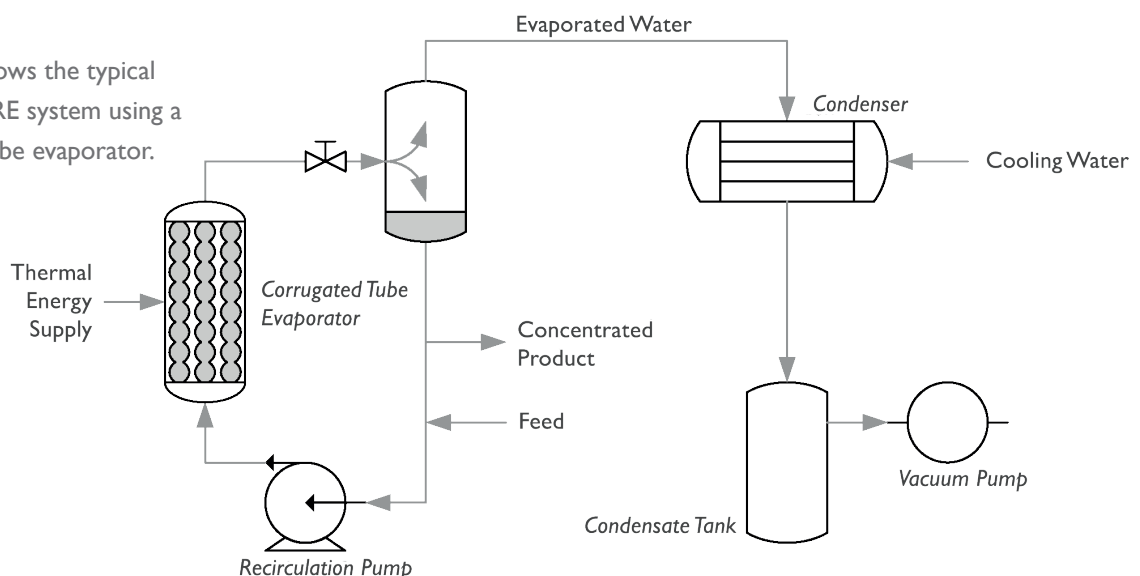 Evaporated Water
ows the typical
RE system using a
be evaporator.
Condenser
Cooling Water
Thermal
Energy
Supply
Corrugated Tube
Evaporator
Concentrated
Product
Feed
Vacuum Pump
Condensate Tank
Recirculation Pump